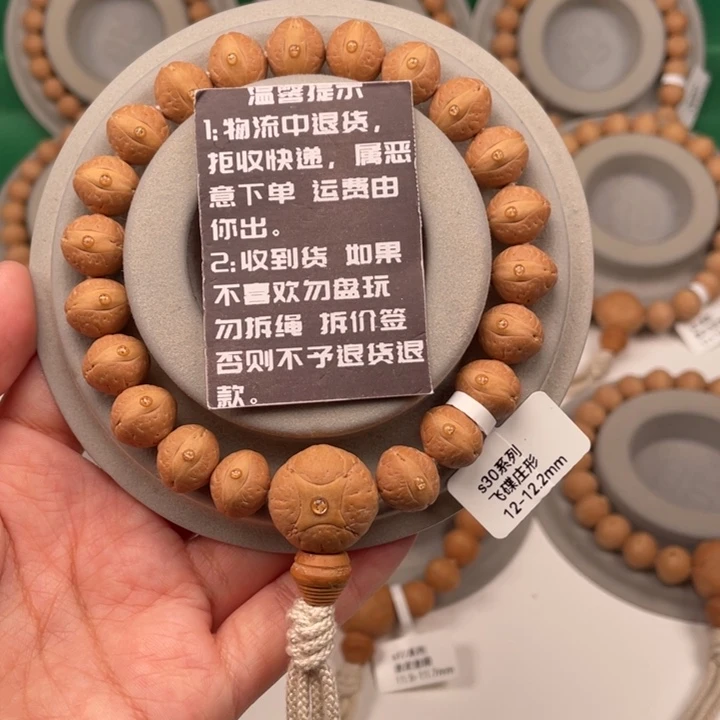 温馨提示
1:物流中退货，
拒收快递，属恶
意下单 运费由
你出。
2:收到货 如果
不喜欢勿盘玩
勿拆绳 拆价签
否则不予退货退
款。
s30系列
飞碟庄形
12-12.2mm